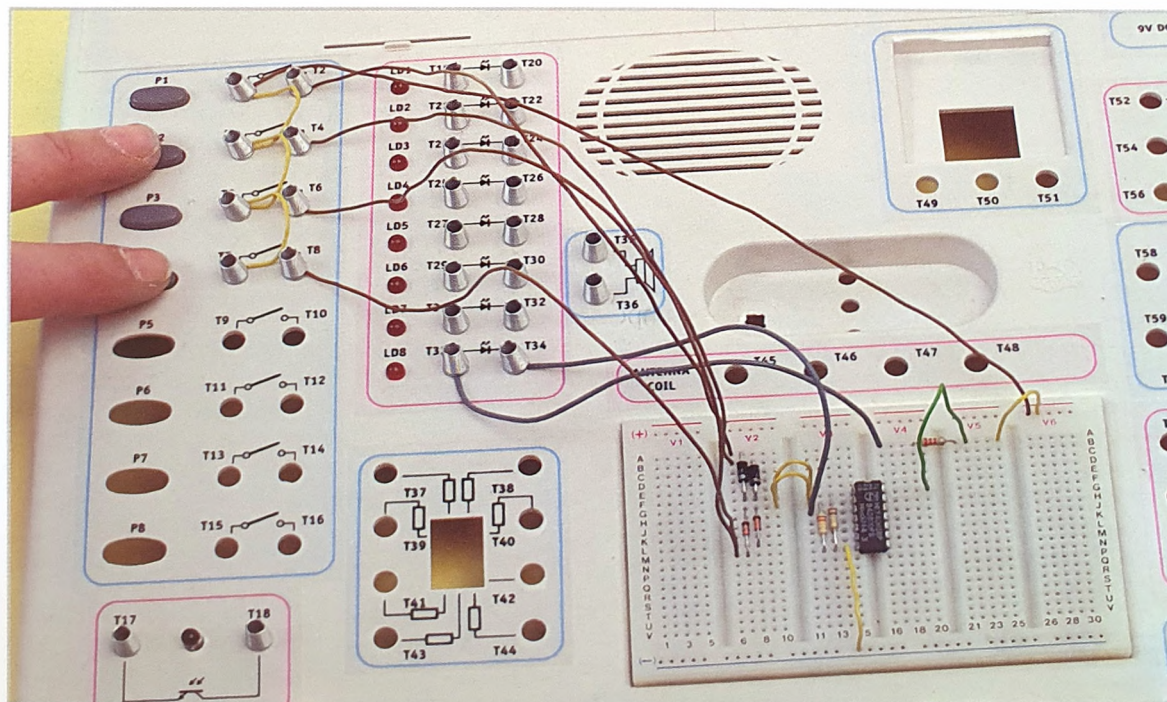 9V D
P1
T2
LD1
T20
LD2
T22
T52
T4
LD3
T54
LD4
T26
T6
T56
P3
T49
T50
T51
LD5
T27
T28
T8
LD6
T30
T58
T36
LD7
T32
P5
T9
T10
T59
LD8
T34
T46
T47
T48
ANTENNA
COIL
P6
T11
T12
(+)
V1
V2
V4
V5
V6
P7
T13
T14
T37
T38
T39
T40
P8
T15
T16
T41
T42
T17
T18
T43
T44
A
B
C
D
E
F
G
H
I
J
K
L
M
N
P
Q
R
S
T
U
V
1
3
5
6
8
10
11
13
16
18
20
21
23
25
26
28
30
(−)